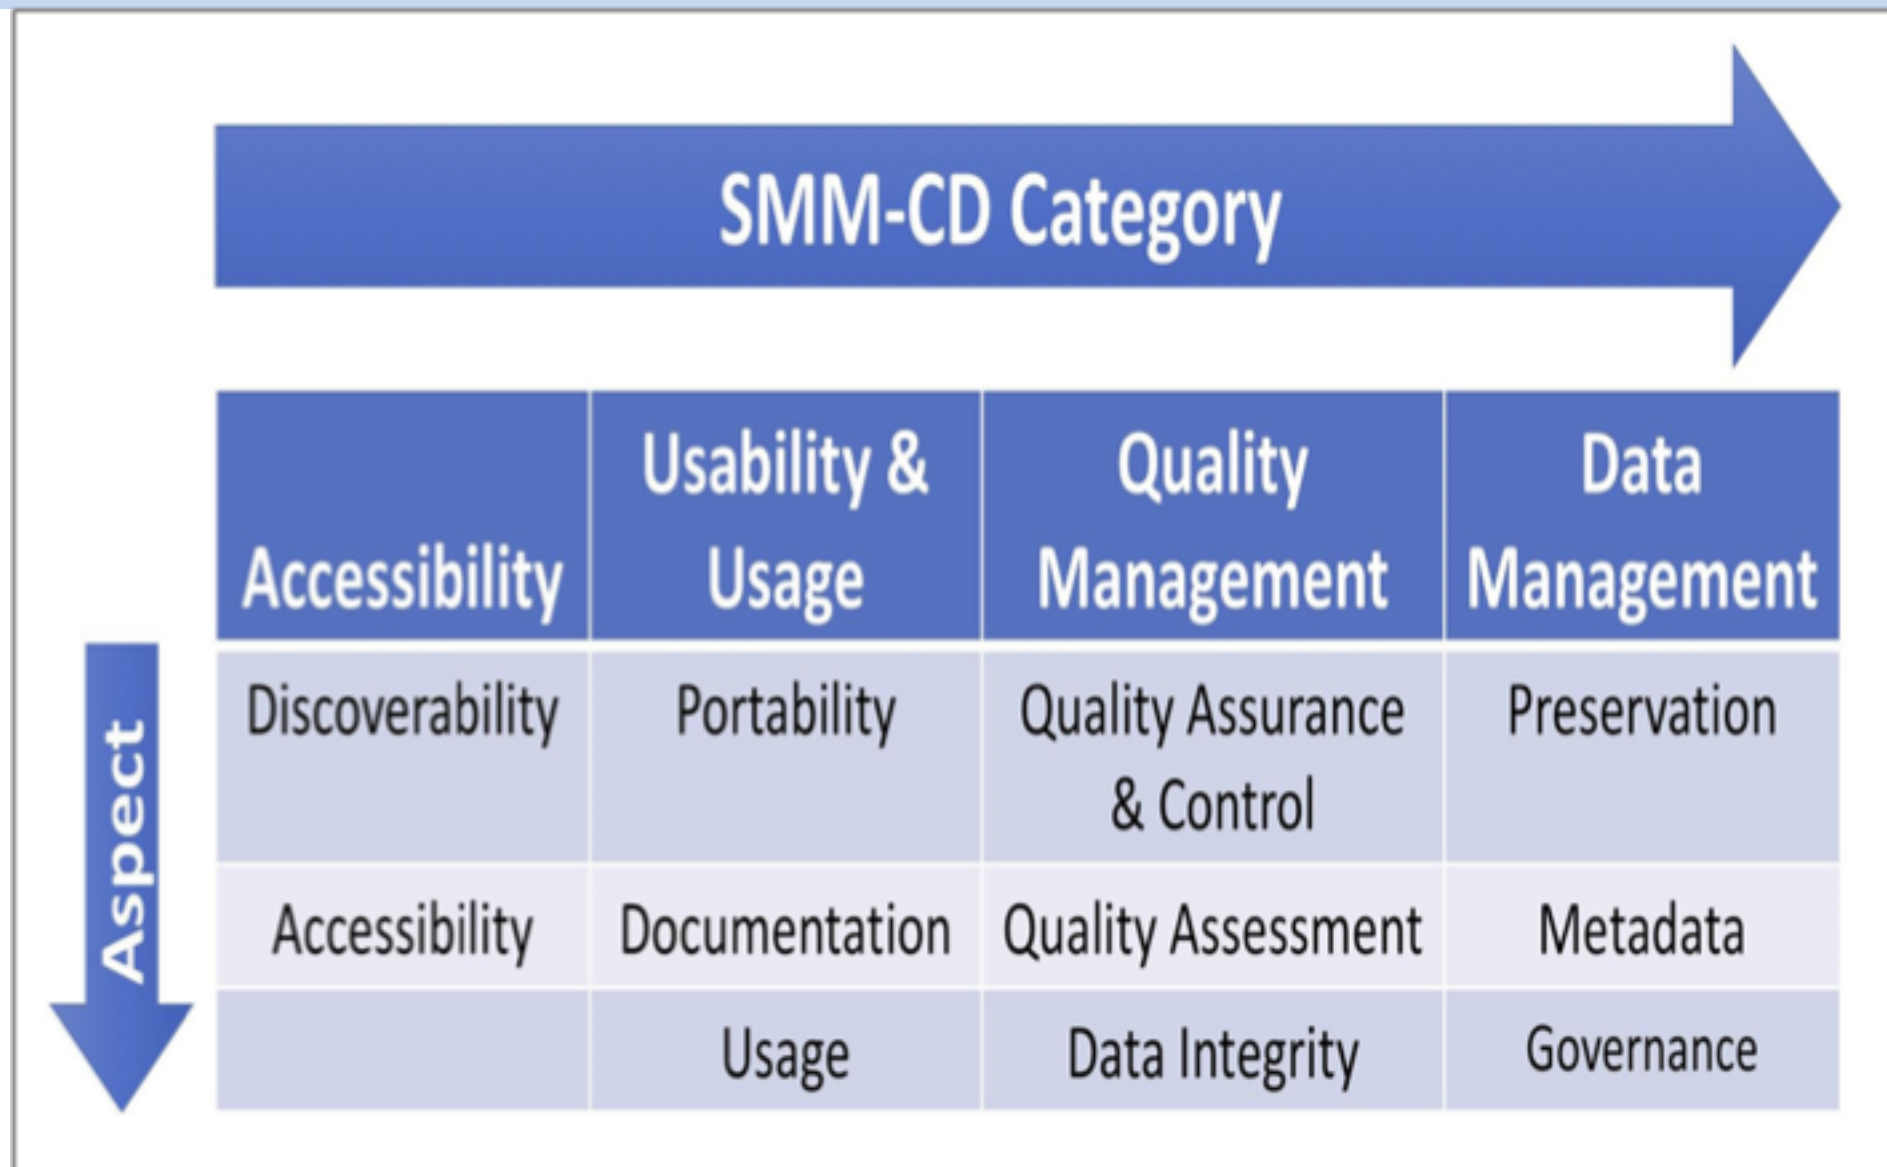 SMM-CD Category
Accessibility
Usability &
Usage
Quality
Management
Data
Management
Aspect
Discoverability
Portability
Quality Assurance
& Control
Preservation
Accessibility
Documentation
Quality Assessment
Metadata
Usage
Data Integrity
Governance